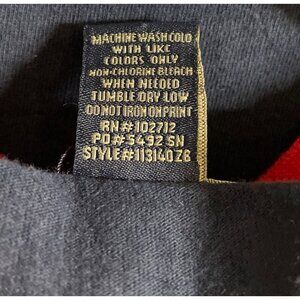 MACHINE WASH COLD
WITH LIKE
COLORS ONLY
NON-CHLORINE BLEACH
WHEN NEEDED
TUMBLE DRY LOW
DO NOT IRON ON PRINT
RN# 102712
PO# 5492 SN
STYLE# 113140ZB